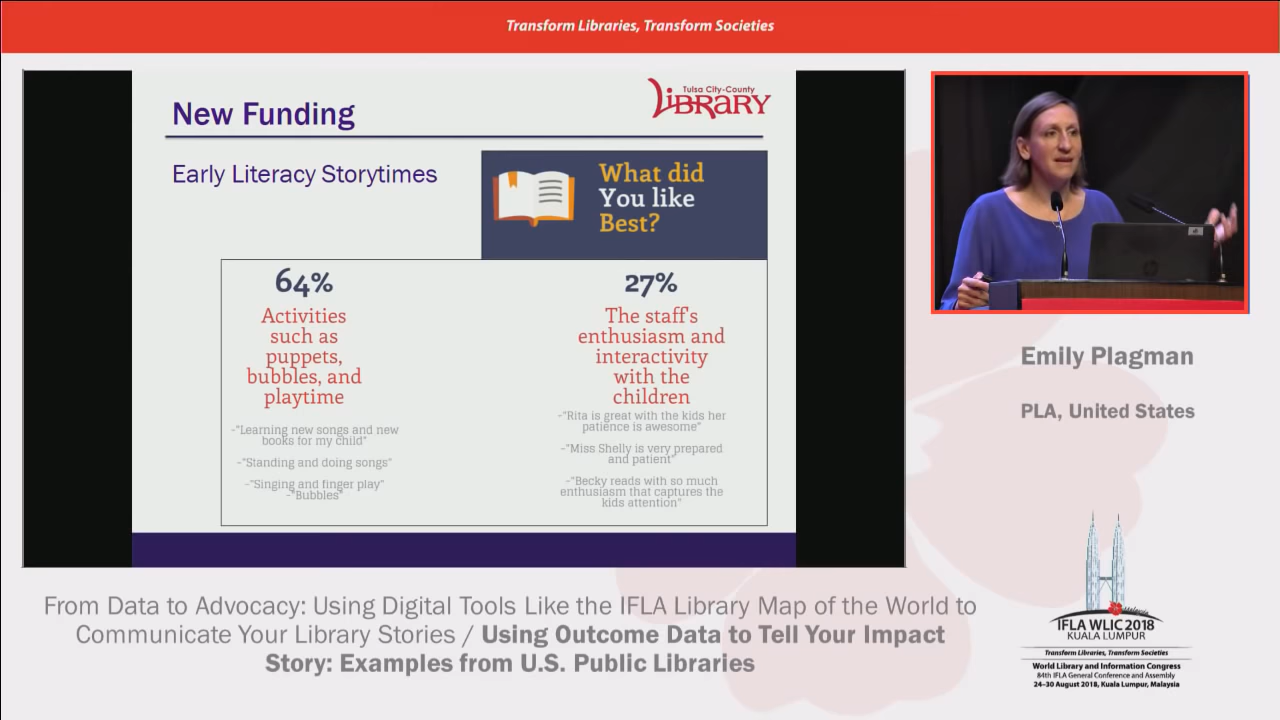 Transform Libraries, Transform Societies
New Funding
Tulsa City-County
LIBRARY
Early Literacy Storytimes
What did
You like
Best?
64%
Activities
such as
puppets,
bubbles, and
playtime
-"Learning new songs and new
books for my child"
-"Standing and doing songs"
-"Singing and finger play"
-"Bubbles"
27%
The staff's
enthusiasm and
interactivity
with the
children
-"Rita is great with the kids her
patience is awesome"
-"Miss Shelly is very prepared
and patient"
-"Becky reads with so much
enthusiasm that captures the
kids attention"
Emily Plagman
PLA, United States
From Data to Advocacy: Using Digital Tools Like the IFLA Library Map of the World to
Communicate Your Library Stories / Using Outcome Data to Tell Your Impact
Story: Examples from U.S. Public Libraries
Malaysia
IFLA WLIC 2018
KUALA LUMPUR
Transform Libraries, Transform Societies
World Library and Information Congress
84th IFLA General Conference and Assembly
24–30 August 2018, Kuala Lumpur, Malaysia